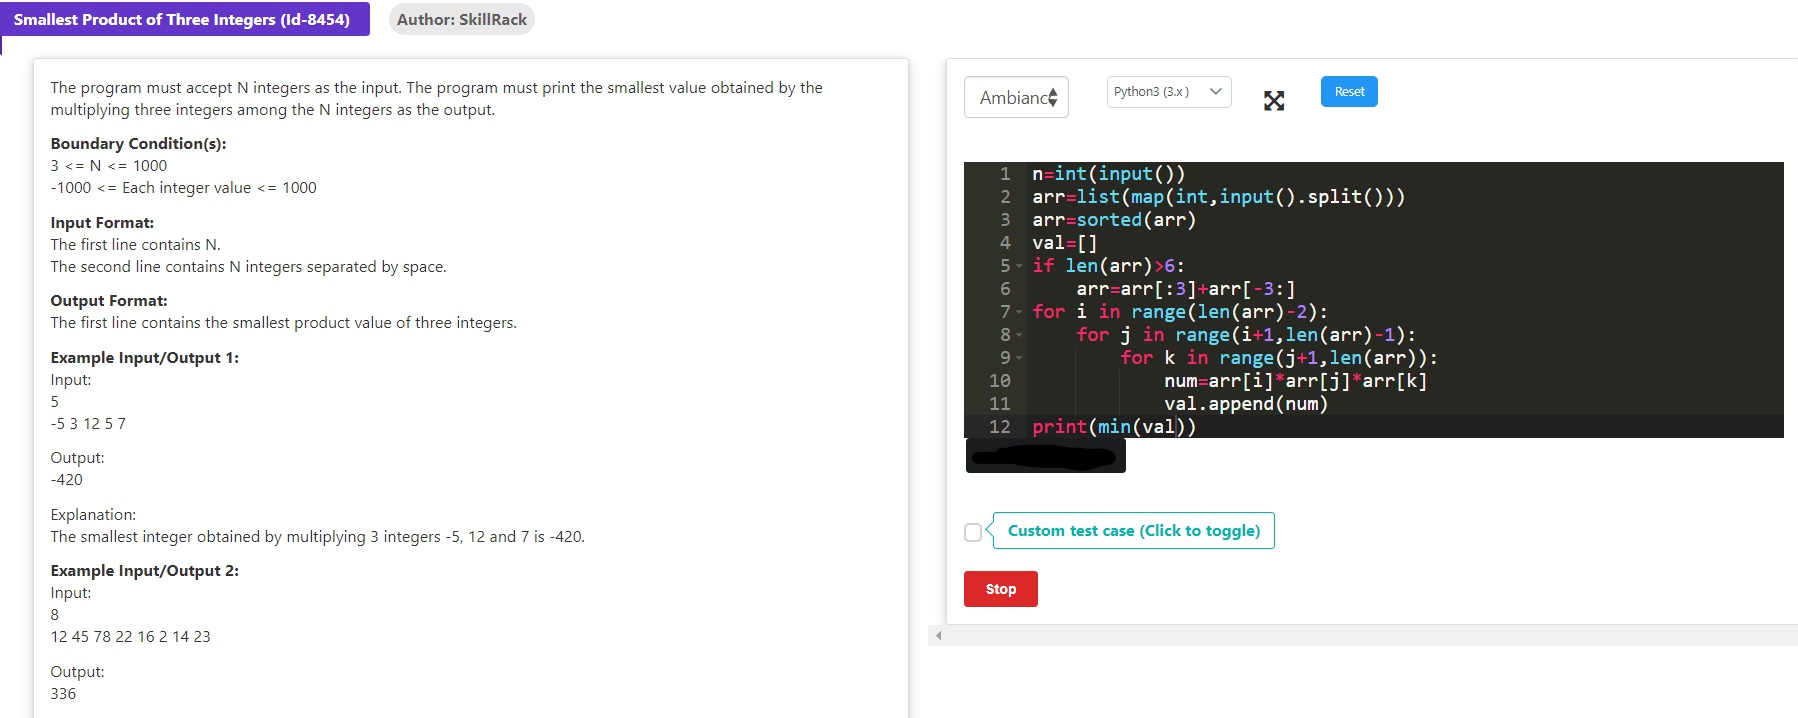 Smallest Product of Three Integers (Id-8454)
Author: SkillRack
The program must accept N integers as the input. The program must print the smallest value obtained by the
multiplying three integers among the N integers as the output.
Boundary Condition(s):
3 <= N <= 1000
-1000 <= Each integer value <= 1000
Input Format:
The first line contains N.
The second line contains N integers separated by space.
Output Format:
The first line contains the smallest product value of three integers.
Example Input/Output 1:
Input:
5
-5 3 12 5 7
Output:
-420
Explanation:
The smallest integer obtained by multiplying 3 integers -5, 12 and 7 is -420.
Example Input/Output 2:
Input:
8
12 45 78 22 16 2 14 23
Output:
336
Ambianc
Python3 (3.x)
Reset
1 n=int(input())
2 arr=list(map(int,input().split()))
3 arr=sorted(arr)
4 val=[]
5 if len(arr)>6:
6     arr=arr[:3]+arr[-3:]
7 for i in range(len(arr)-2):
8     for j in range(i+1,len(arr)-1):
9         for k in range(j+1,len(arr)):
10             num=arr[i]*arr[j]*arr[k]
11             val.append(num)
12 print(min(val))
Custom test case (Click to toggle)
Stop